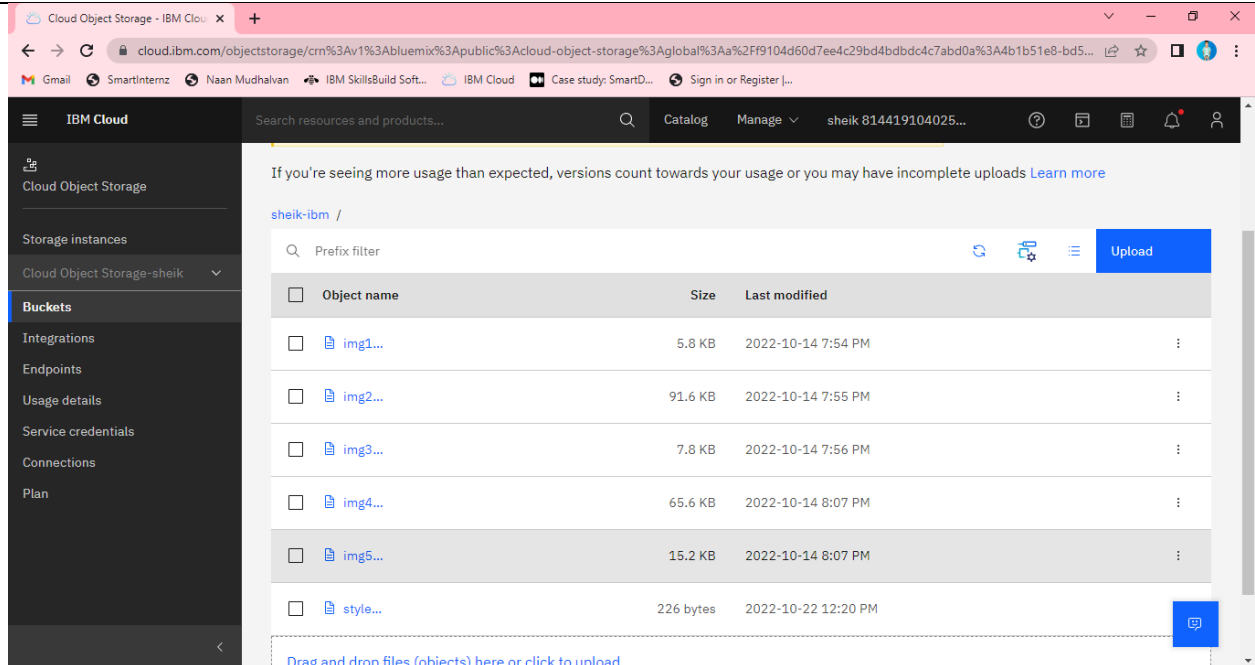 Cloud Object Storage - IBM Clou
cloud.ibm.com/objectstorage/crn%3Av1%3Abluemix%3Apublic%3Acloud-object-storage%3Aglobal%3Aa%2Ff9104d60d7ee4c29bd4bdbdc4c7abd0a%3A4b1b51e8-bd5...
Gmail SmartInternz Naan Mudhalvan IBM SkillsBuild Soft... IBM Cloud Case study: SmartD... Sign in or Register |...
IBM Cloud Search resources and products... Catalog Manage sheik 814419104025...
Cloud Object Storage
Storage instances
Cloud Object Storage-sheik
Buckets
Integrations
Endpoints
Usage details
Service credentials
Connections
Plan
If you're seeing more usage than expected, versions count towards your usage or you may have incomplete uploads Learn more
sheik-ibm /
Prefix filter Upload
Object name Size Last modified
img1... 5.8 KB 2022-10-14 7:54 PM
img2... 91.6 KB 2022-10-14 7:55 PM
img3... 7.8 KB 2022-10-14 7:56 PM
img4... 65.6 KB 2022-10-14 8:07 PM
img5... 15.2 KB 2022-10-14 8:07 PM
style... 226 bytes 2022-10-22 12:20 PM
Drag and drop files (objects) here or click to upload